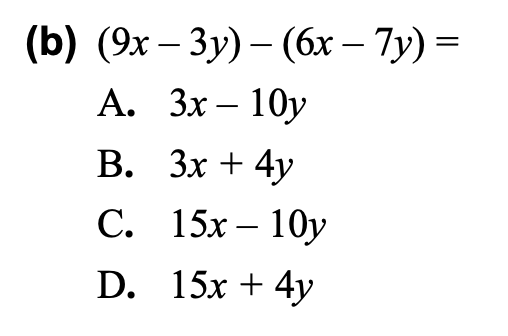 (b) (9x – 3y) – (6x – 7y) =
A. 3x – 10y
B. 3x + 4y
C. 15x – 10y
D. 15x + 4y